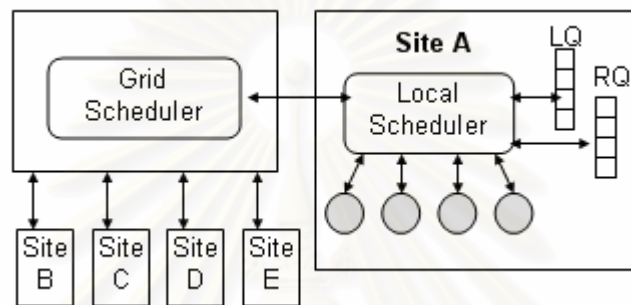 Grid
Scheduler
Site A
LQ
RQ
Local
Scheduler
Site
B
Site
C
Site
D
Site
E